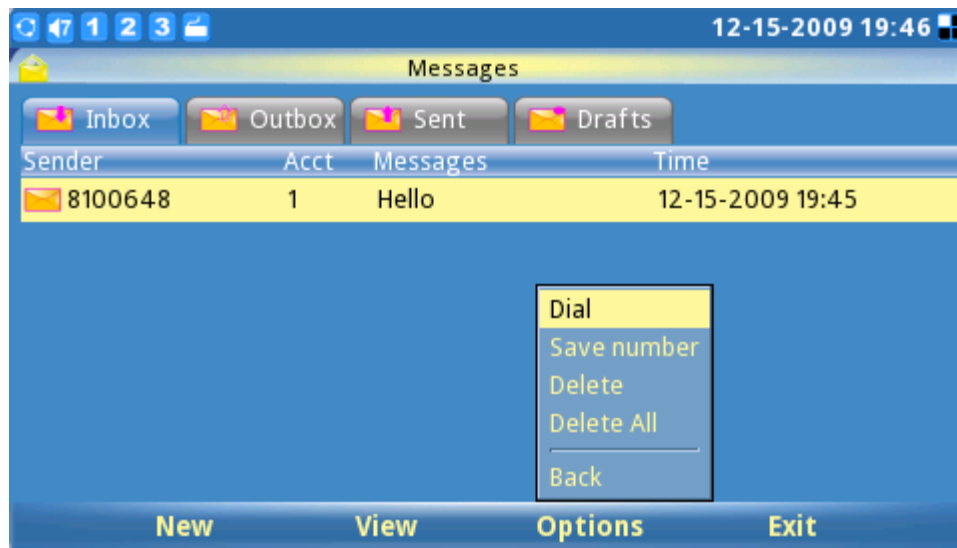 7 1 2 3 12-15-2009 19:46
Messages
Inbox Outbox Sent Drafts
Sender Acct Messages Time
8100648 1 Hello 12-15-2009 19:45
Dial
Save number
Delete
Delete All
Back
New View Options Exit